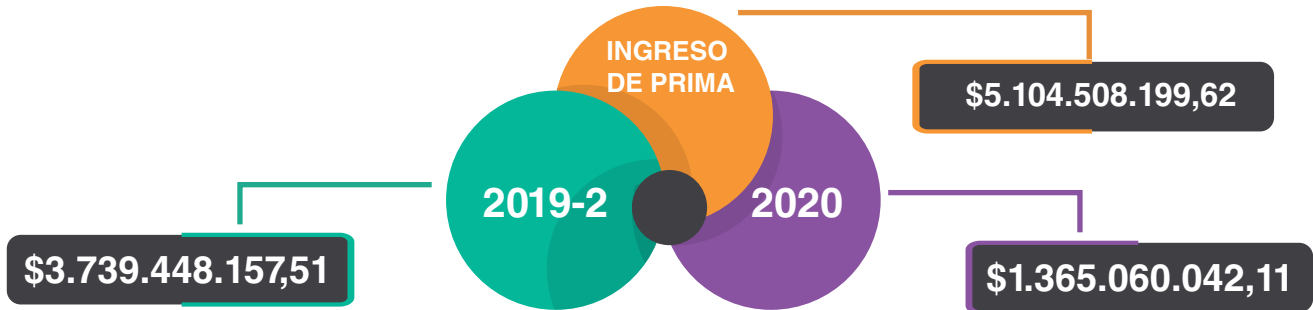 INGRESO
DE PRIMA
$5.104.508.199,62
2019-2
2020
$3.739.448.157,51
$1.365.060.042,11